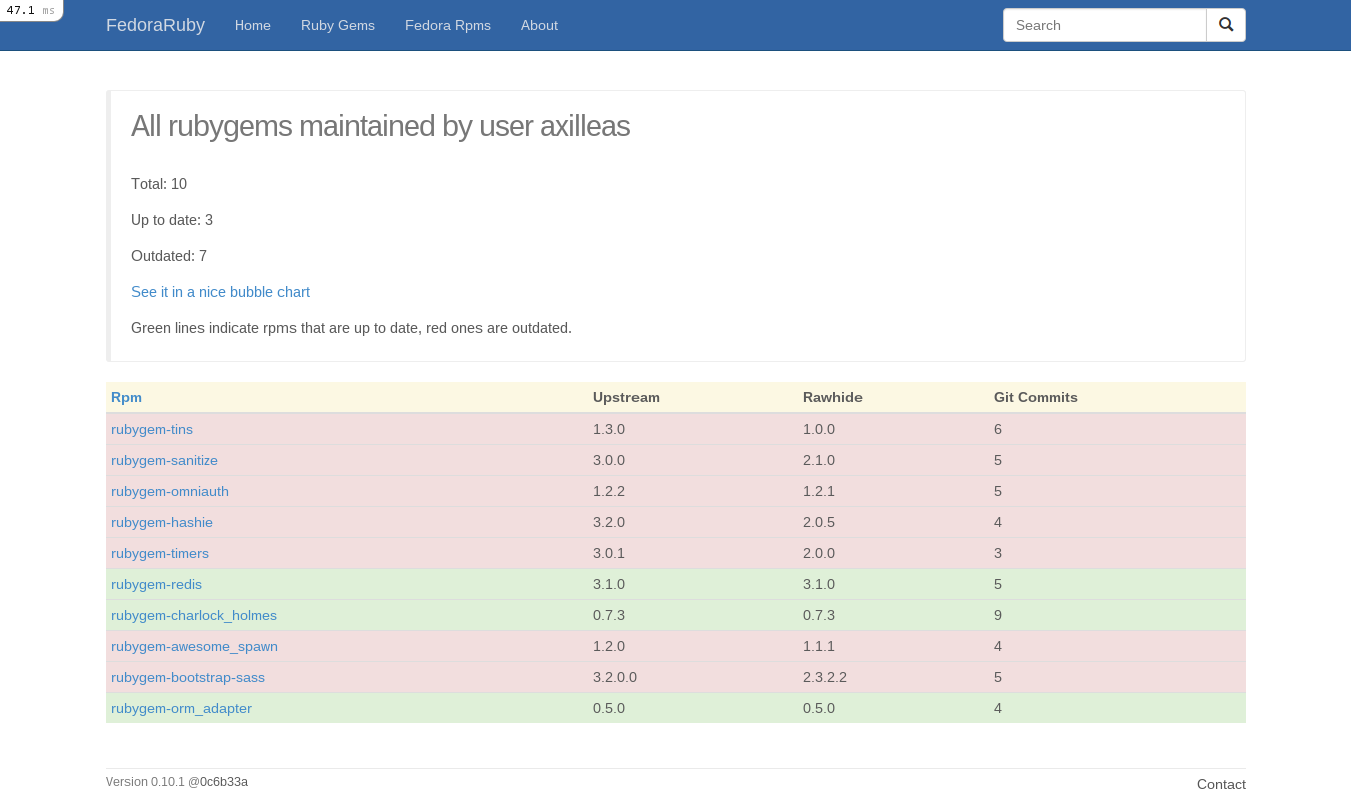 47.1 ms
FedoraRuby Home Ruby Gems Fedora Rpms About Search
All rubygems maintained by user axilleas
Total: 10
Up to date: 3
Outdated: 7
See it in a nice bubble chart
Green lines indicate rpms that are up to date, red ones are outdated.
Rpm Upstream Rawhide Git Commits
rubygem-tins 1.3.0 1.0.0 6
rubygem-sanitize 3.0.0 2.1.0 5
rubygem-omniauth 1.2.2 1.2.1 5
rubygem-hashie 3.2.0 2.0.5 4
rubygem-timers 3.0.1 2.0.0 3
rubygem-redis 3.1.0 3.1.0 5
rubygem-charlock_holmes 0.7.3 0.7.3 9
rubygem-awesome_spawn 1.2.0 1.1.1 4
rubygem-bootstrap-sass 3.2.0.0 2.3.2.2 5
rubygem-orm_adapter 0.5.0 0.5.0 4
Version 0.10.1 @0c6b33a Contact